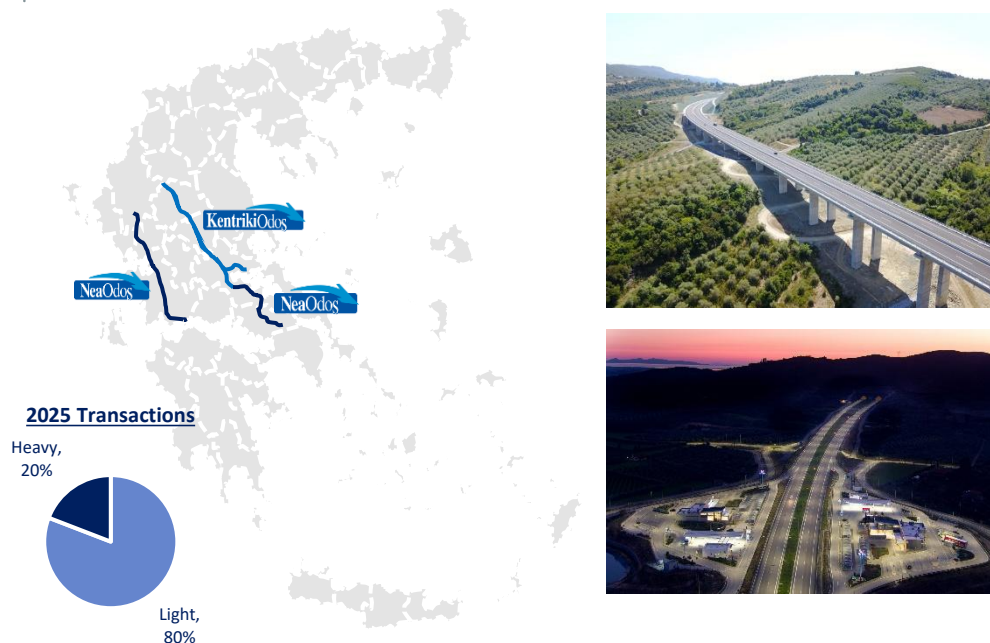 KentrikiOdos
NeaOdos
NeaOdos
2025 Transactions
Heavy,
20%
Light,
80%